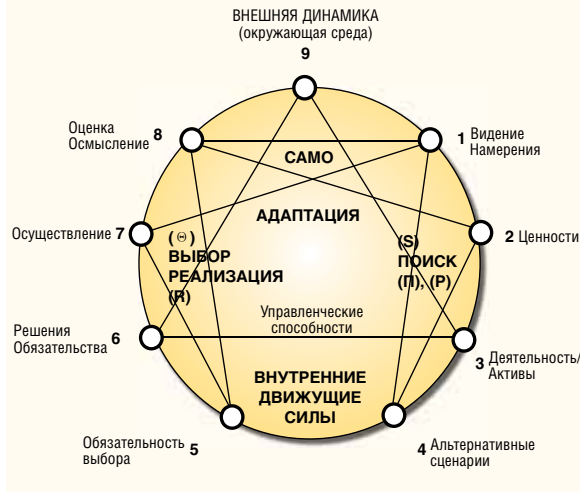 ВНЕШНЯЯ ДИНАМИКА
(окружающая среда)
9
Оценка
Осмысление 8
1 Видение
Намерения
САМО
АДАПТАЦИЯ
Осуществление 7
2 Ценности
(Θ)
ВЫБОР
РЕАЛИЗАЦИЯ
(R)
(S)
ПОИСК
(П), (Р)
Управленческие
способности
Решения
Обязательства 6
3 Деятельность/
Активы
ВНУТРЕННИЕ
ДВИЖУЩИЕ
СИЛЫ
Обязательность
выбора 5
4 Альтернативные
сценарии